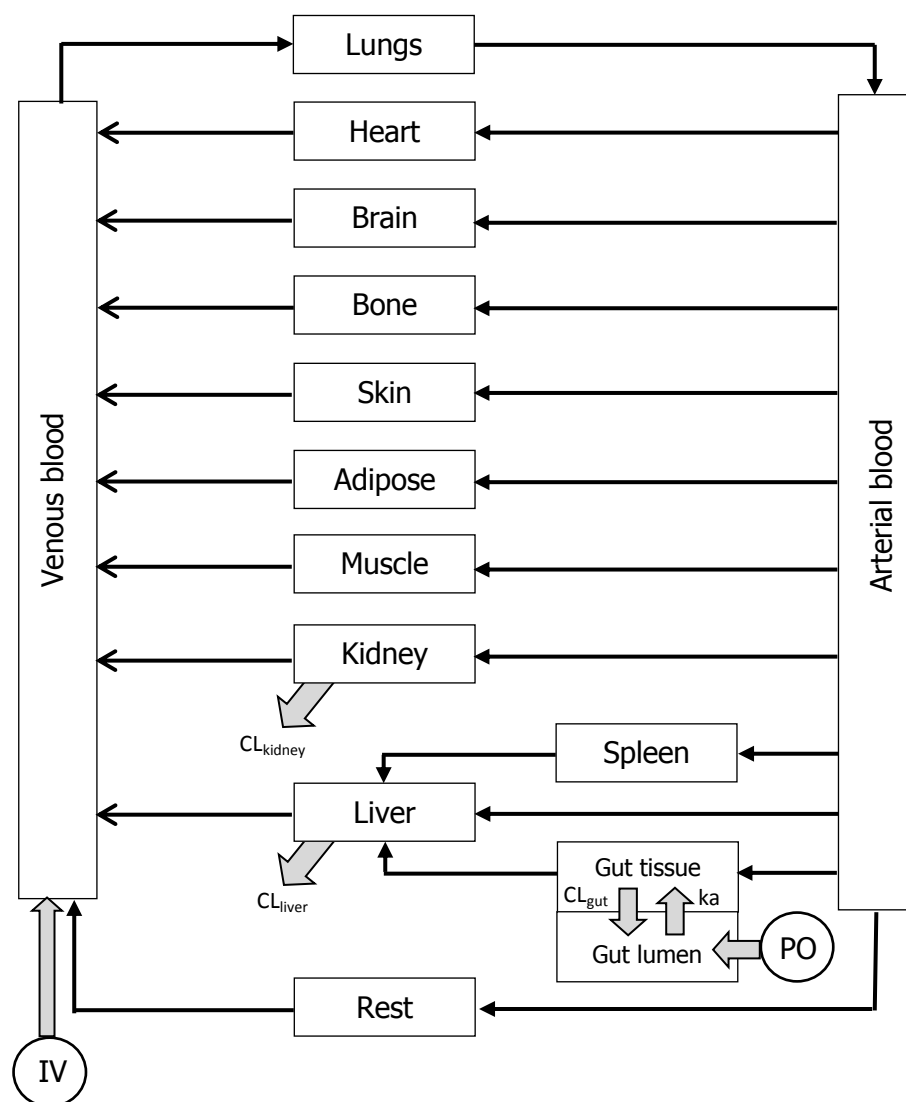 Lungs
Heart
Brain
Bone
Skin
Adipose
Muscle
Kidney
CLkidney
Spleen
Liver
CLliver
Gut tissue
CLgut
ka
Gut lumen
PO
Rest
IV
Venous blood
Arterial blood